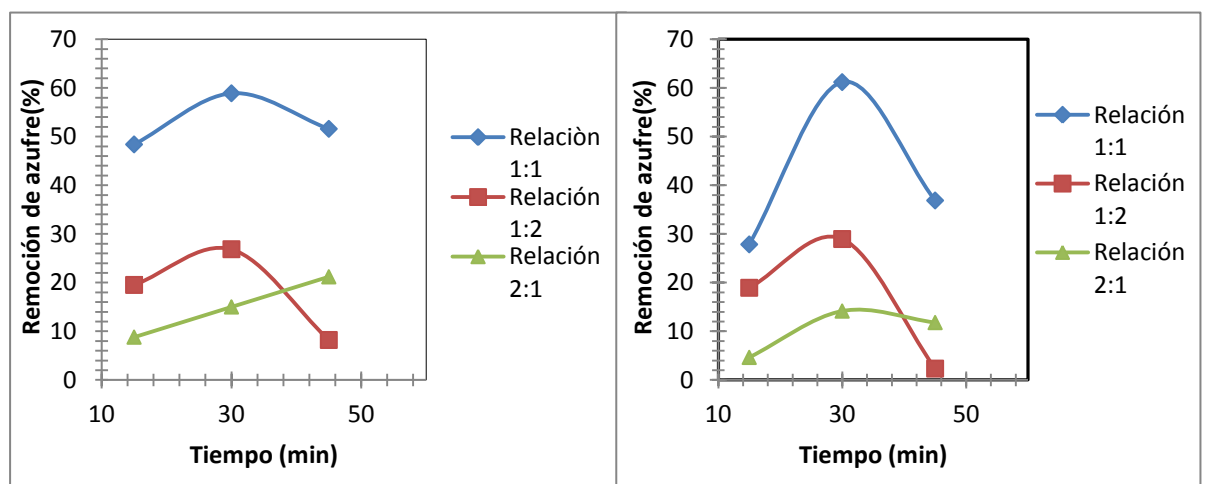 Remoción de azufre(%)
70
60
50
40
30
20
10
0
10 30 50
Tiempo (min)
Relaciòn
1:1
Relación
1:2
Relación
2:1
Remoción de azufre(%)
70
60
50
40
30
20
10
0
10 30 50
Tiempo (min)
Relación
1:1
Relación
1:2
Relación
2:1